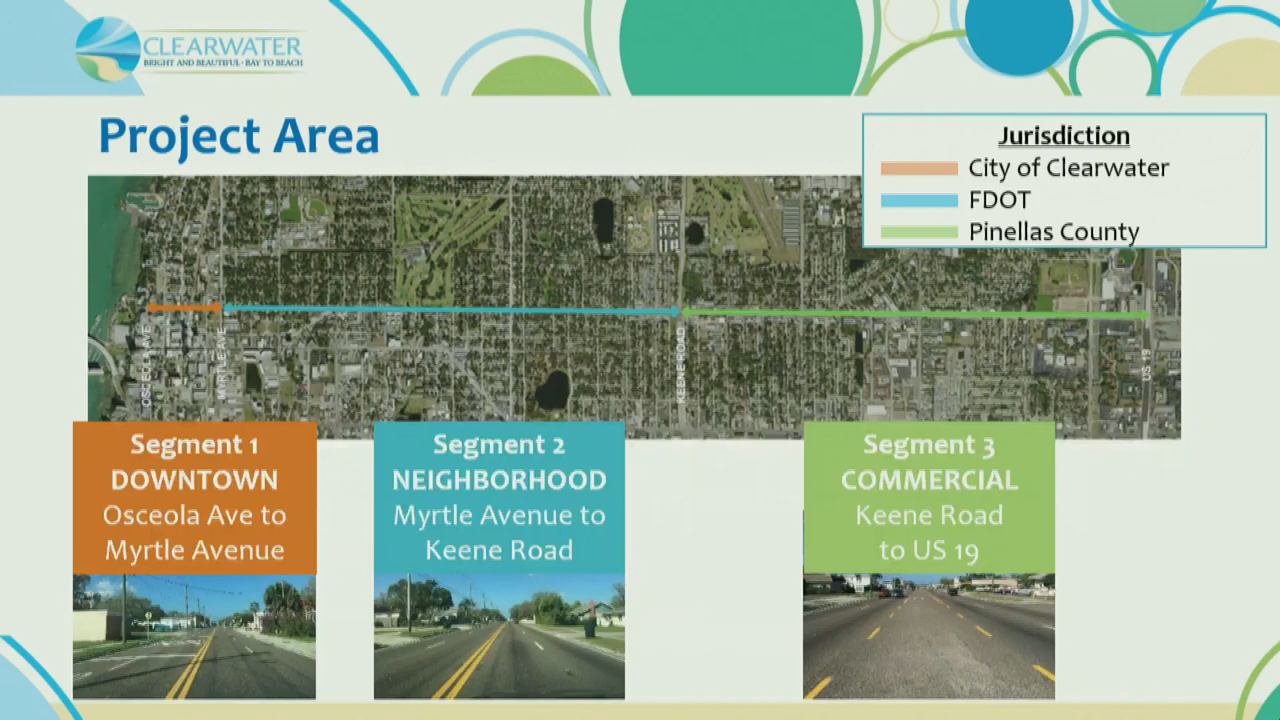 CLEARWATER
BRIGHT AND BEAUTIFUL · BAY TO BEACH
Project Area
Jurisdiction
City of Clearwater
FDOT
Pinellas County
OSCEOLA AVE
MYRTLE AVE
KEENE ROAD
US 19
Segment 1
DOWNTOWN
Osceola Ave to
Myrtle Avenue
Segment 2
NEIGHBORHOOD
Myrtle Avenue to
Keene Road
Segment 3
COMMERCIAL
Keene Road
to US 19